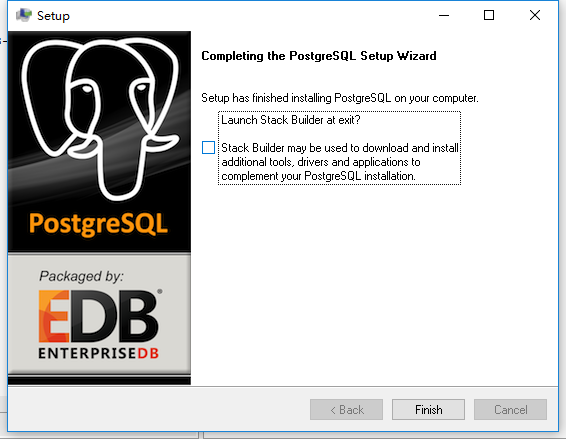 Setup
Completing the PostgreSQL Setup Wizard
Setup has finished installing PostgreSQL on your computer.
Launch Stack Builder at exit?
Stack Builder may be used to download and install
additional tools, drivers and applications to
complement your PostgreSQL installation.
PostgreSQL
Packaged by:
EDB®
ENTERPRISEDB
< Back
Finish
Cancel